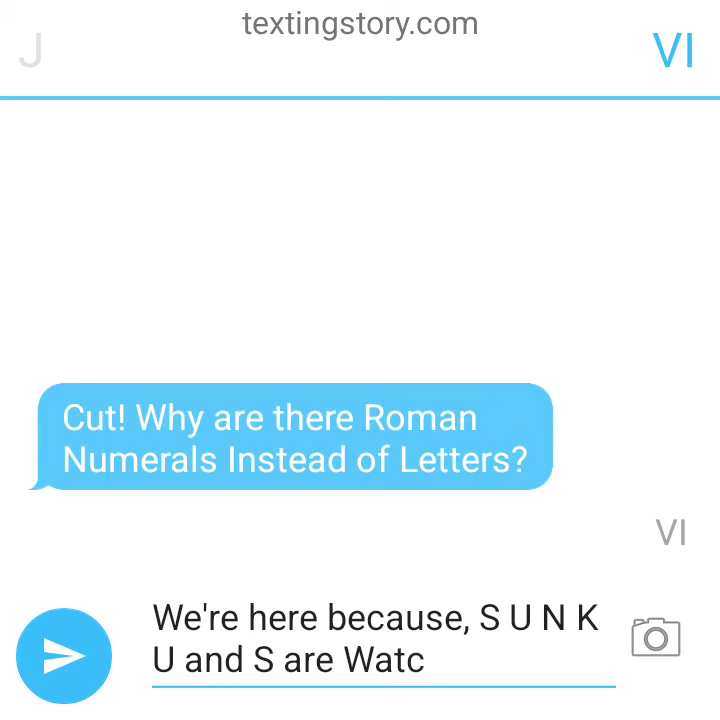 textingstory.com
J
VI
Cut! Why are there Roman
Numerals Instead of Letters?
VI
We're here because, S U N K
U and S are Watc